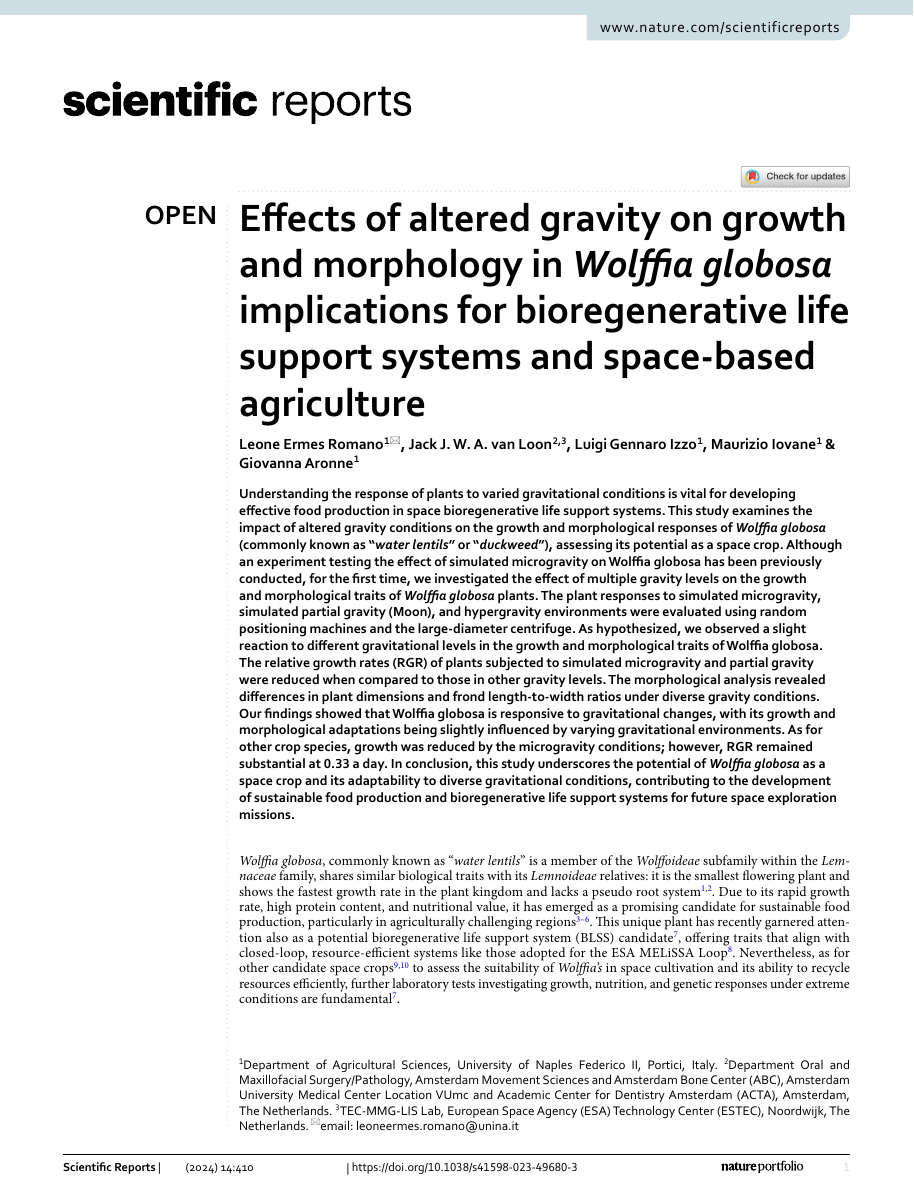 www.nature.com/scientificreports
scientific reports
Check for updates
OPEN
Effects of altered gravity on growth
and morphology in Wolffia globosa
implications for bioregenerative life
support systems and space-based
agriculture
Leone Ermes Romano1✉, Jack J. W. A. van Loon2,3, Luigi Gennaro Izzo1, Maurizio Iovane1 &
Giovanna Aronne1
Understanding the response of plants to varied gravitational conditions is vital for developing
effective food production in space bioregenerative life support systems. This study examines the
impact of altered gravity conditions on the growth and morphological responses of Wolffia globosa
(commonly known as “water lentils” or “duckweed”), assessing its potential as a space crop. Although
an experiment testing the effect of simulated microgravity on Wolffia globosa has been previously
conducted, for the first time, we investigated the effect of multiple gravity levels on the growth
and morphological traits of Wolffia globosa plants. The plant responses to simulated microgravity,
simulated partial gravity (Moon), and hypergravity environments were evaluated using random
positioning machines and the large-diameter centrifuge. As hypothesized, we observed a slight
reaction to different gravitational levels in the growth and morphological traits of Wolffia globosa.
The relative growth rates (RGR) of plants subjected to simulated microgravity and partial gravity
were reduced when compared to those in other gravity levels. The morphological analysis revealed
differences in plant dimensions and frond length-to-width ratios under diverse gravity conditions.
Our findings showed that Wolffia globosa is responsive to gravitational changes, with its growth and
morphological adaptations being slightly influenced by varying gravitational environments. As for
other crop species, growth was reduced by the microgravity conditions; however, RGR remained
substantial at 0.33 a day. In conclusion, this study underscores the potential of Wolffia globosa as a
space crop and its adaptability to diverse gravitational conditions, contributing to the development
of sustainable food production and bioregenerative life support systems for future space exploration
missions.
Wolffia globosa, commonly known as “water lentils” is a member of the Wolffoideae subfamily within the Lem-
naceae family, shares similar biological traits with its Lemnoideae relatives: it is the smallest flowering plant and
shows the fastest growth rate in the plant kingdom and lacks a pseudo root system1,2. Due to its rapid growth
rate, high protein content, and nutritional value, it has emerged as a promising candidate for sustainable food
production, particularly in agriculturally challenging regions3–6. This unique plant has recently garnered atten-
tion also as a potential bioregenerative life support system (BLSS) candidate7, offering traits that align with
closed-loop, resource-efficient systems like those adopted for the ESA MELiSSA Loop8. Nevertheless, as for
other candidate space crops9,10 to assess the suitability of Wolffia’s in space cultivation and its ability to recycle
resources efficiently, further laboratory tests investigating growth, nutrition, and genetic responses under extreme
conditions are fundamental7.
1Department of Agricultural Sciences, University of Naples Federico II, Portici, Italy. 2Department Oral and
Maxillofacial Surgery/Pathology, Amsterdam Movement Sciences and Amsterdam Bone Center (ABC), Amsterdam
University Medical Center Location VUmc and Academic Center for Dentistry Amsterdam (ACTA), Amsterdam,
The Netherlands. 3TEC-MMG-LIS Lab, European Space Agency (ESA) Technology Center (ESTEC), Noordwijk, The
Netherlands. ✉email: leoneermes.romano@unina.it
Scientific Reports | (2024) 14:410 | https://doi.org/10.1038/s41598-023-49680-3 nature portfolio 1